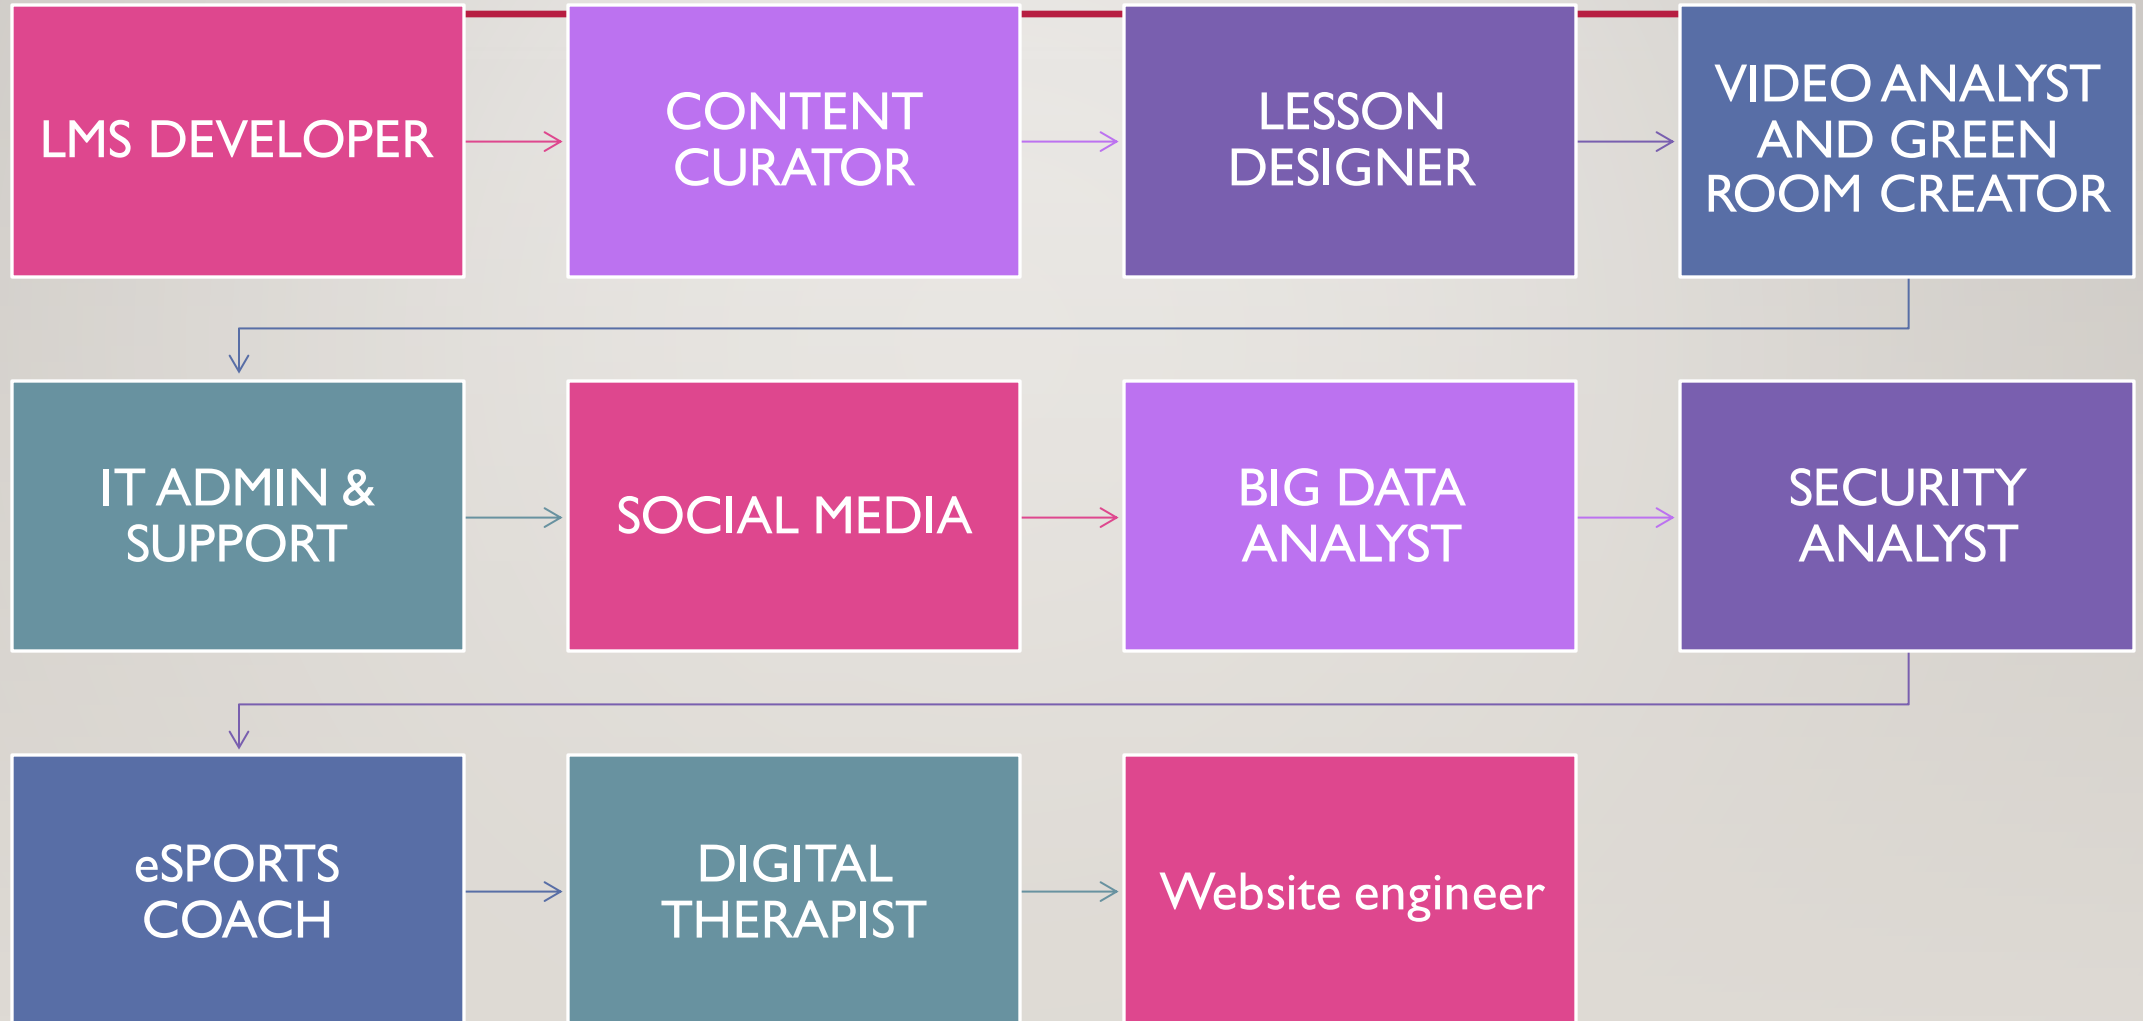 LMS DEVELOPER
CONTENT
CURATOR
LESSON
DESIGNER
VIDEO ANALYST
AND GREEN
ROOM CREATOR
IT ADMIN &
SUPPORT
SOCIAL MEDIA
BIG DATA
ANALYST
SECURITY
ANALYST
eSPORTS
COACH
DIGITAL
THERAPIST
Website engineer